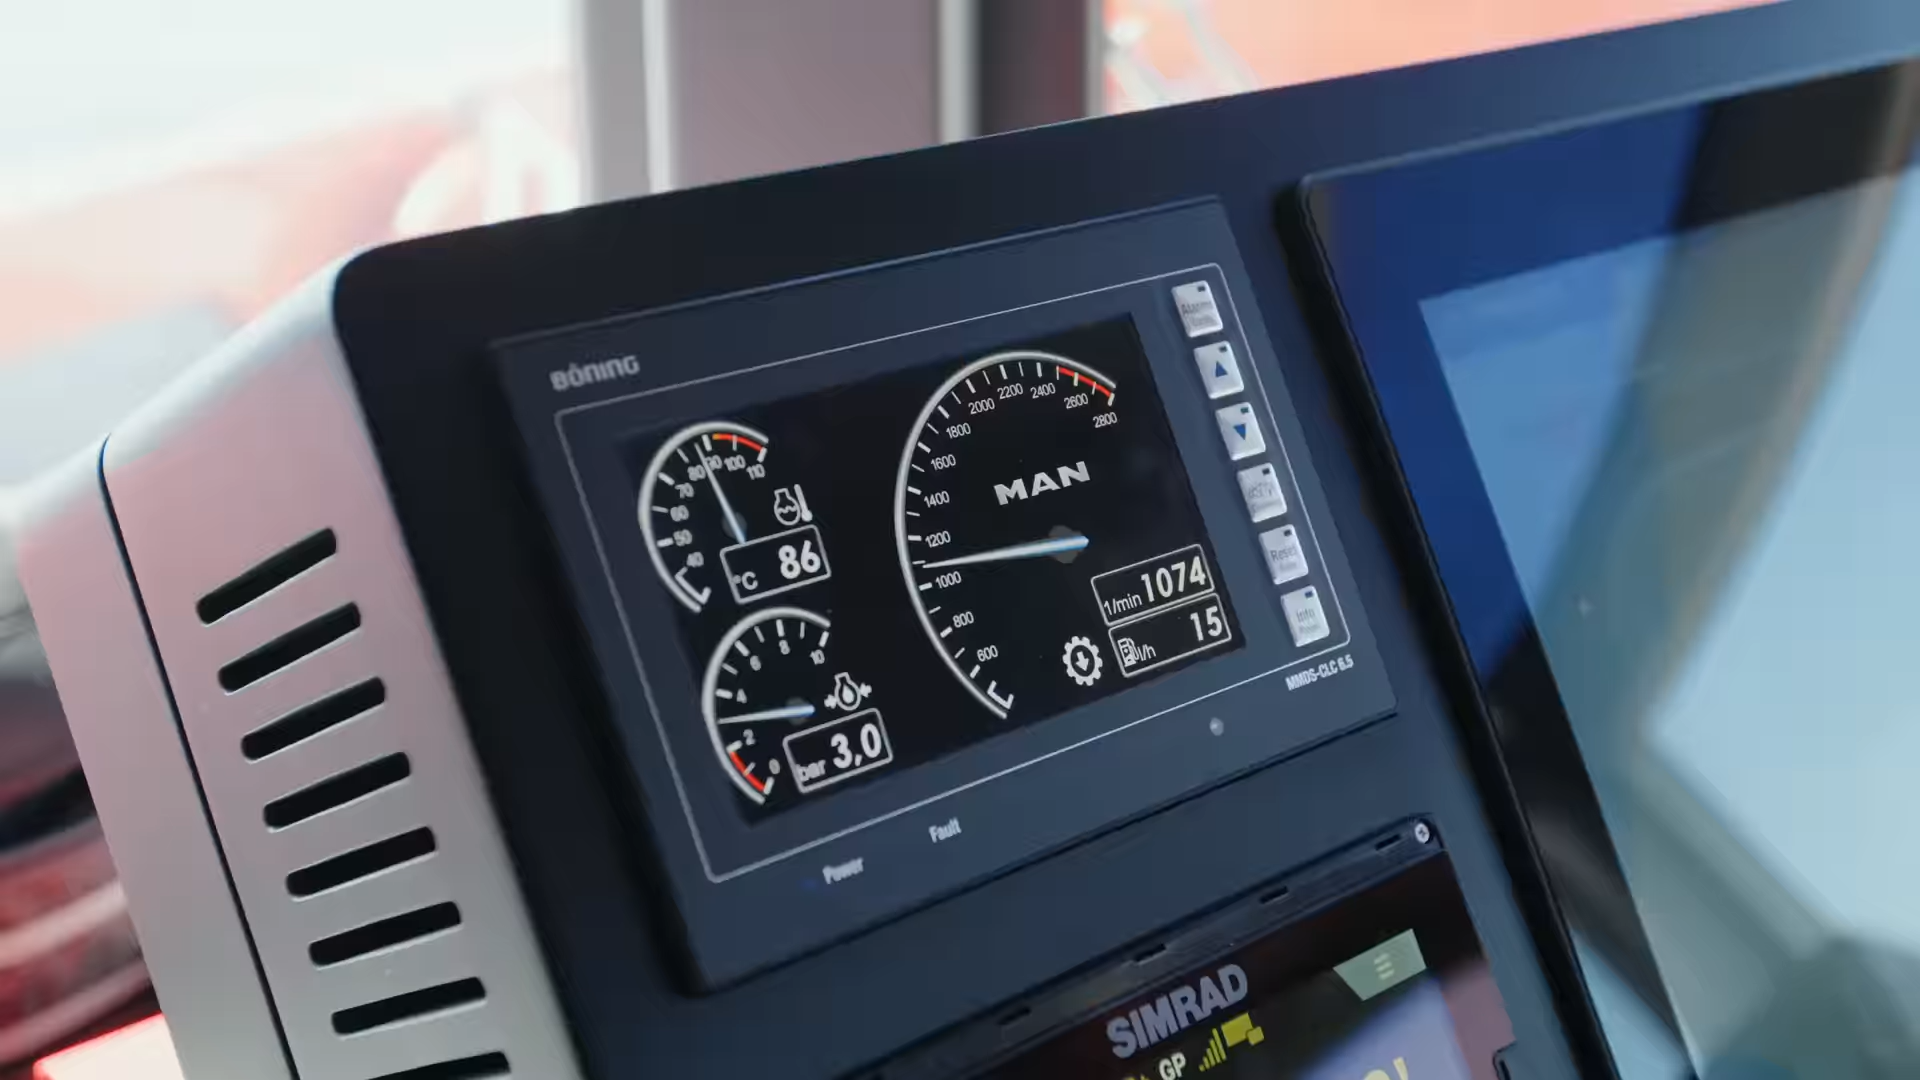 BÖNING
40
50
60
70
80
90
100
110
°C 86
0
2
4
6
8
10
bar 3,0
600
800
1000
1200
1400
1600
1800
2000
2200
2400
2600
2800
MAN
1/min 1074
l/h 15
Reset
Info
MMDS-CLC 6.5
Power
Fault
SIMRAD
GP